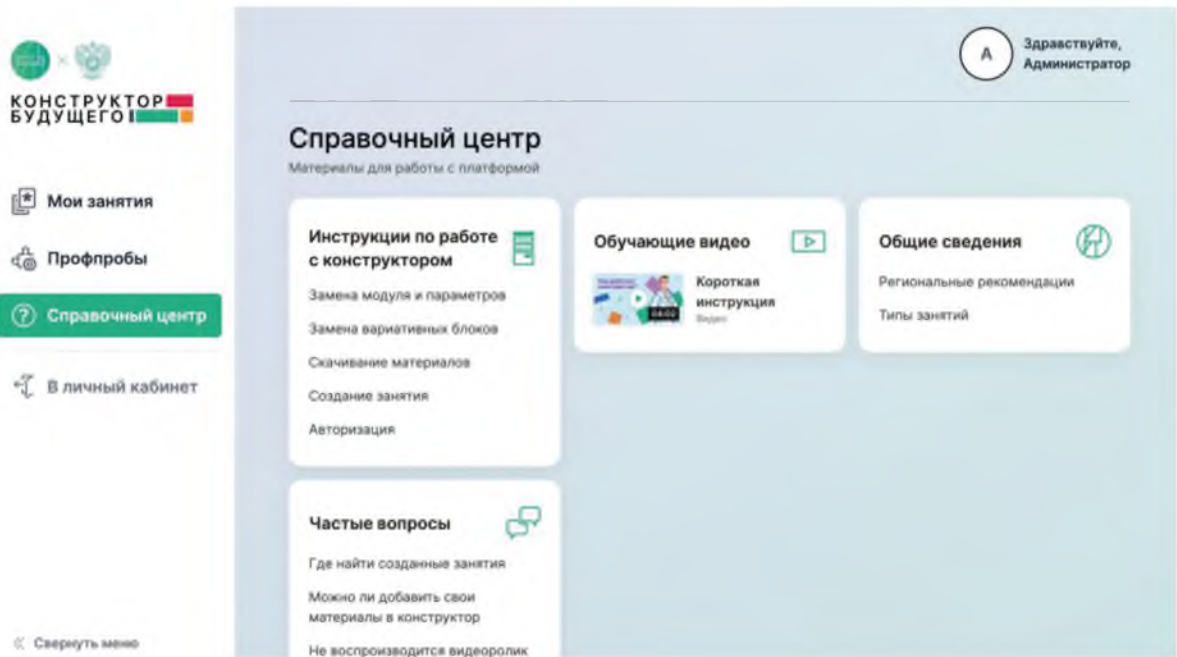 КОНСТРУКТОР
БУДУЩЕГО
Мои занятия
Профпробы
Справочный центр
В личный кабинет
Свернуть меню
А
Здравствуйте,
Администратор
Справочный центр
Материалы для работы с платформой
Инструкции по работе
с конструктором
Замена модуля и параметров
Замена вариативных блоков
Скачивание материалов
Создание занятия
Авторизация
Обучающие видео
Короткая
инструкция
Видео
Общие сведения
Региональные рекомендации
Типы занятий
Частые вопросы
Где найти созданные занятия
Можно ли добавить свои
материалы в конструктор
Не воспроизводится видеоролик